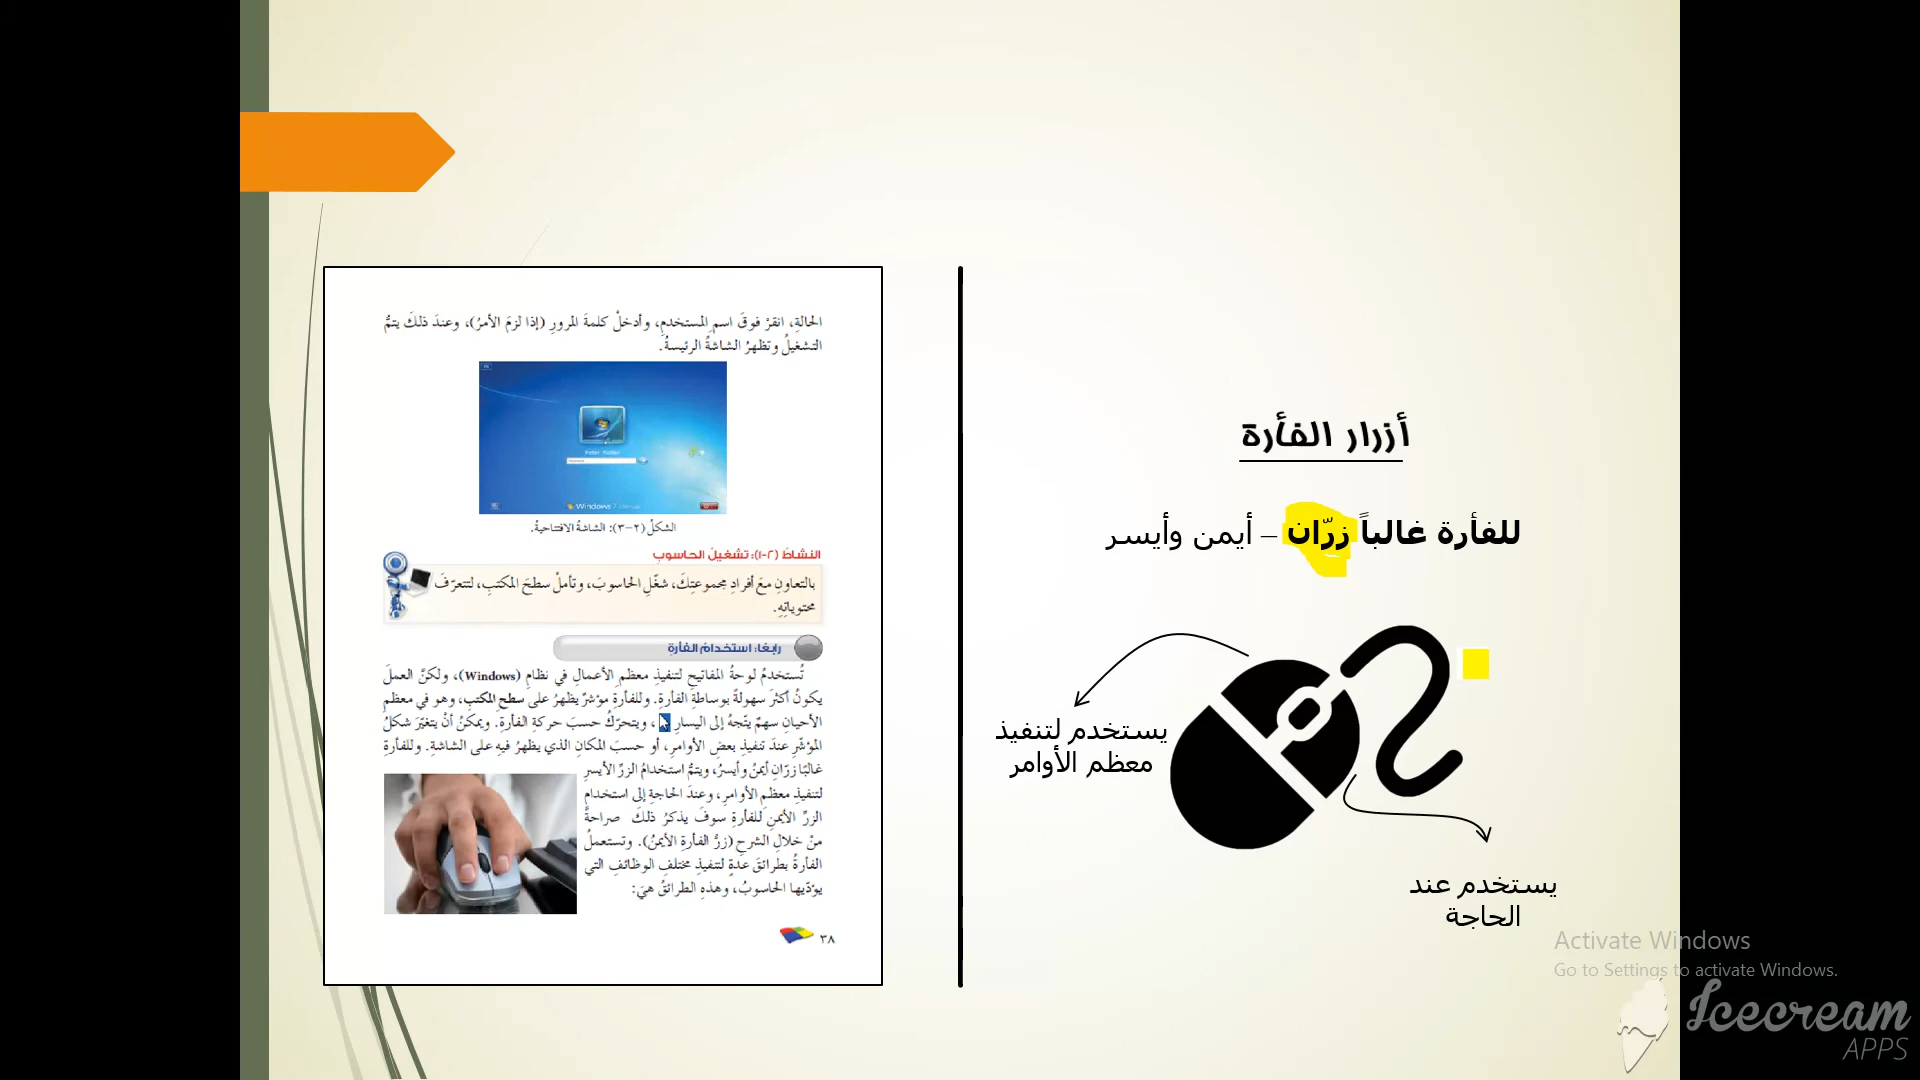 أزرار الفأرة
للفأرة غالباً زرّان – أيمن وأيسر
يستخدم لتنفيذ
معظم الأوامر
يستخدم عند
الحاجة
الحالةِ، انقرْ فوقَ اسمِ المستخدمِ، وأدخلْ كلمةَ المرورِ (إذا لزمَ الأمرُ)، وعندَ ذلكَ يتمُّ
التشغيلُ وتظهرُ الشاشةُ الرئيسةُ.
Windows 7
الشكلُ (٢-٣): الشاشةُ الافتتاحيةُ.
النشاطُ (٢-١): تشغيلُ الحاسوبِ
بالتعاونِ معَ أفرادِ مجموعتِكَ، شغّلِ الحاسوبَ، وتأملْ سطحَ المكتبِ، لتتعرّفَ
محتوياتِهِ.
رابعًا: استخدامُ الفأرةِ
تُستخدمُ لوحةُ المفاتيحِ لتنفيذِ معظمِ الأعمالِ في نظامِ (Windows)، ولكنَّ العملَ
يكونُ أكثرَ سهولةً بوساطةِ الفأرةِ. وللفأرةِ مؤشرٌ يظهرُ على سطحِ المكتبِ، وهو في معظمِ
الأحيانِ سهمٌ يتّجهُ إلى اليسارِ ، ويتحرّكُ حسبَ حركةِ الفأرةِ. ويمكنُ أنْ يتغيّرَ شكلُ
المؤشّرِ عندَ تنفيذِ بعضِ الأوامرِ، أو حسبَ المكانِ الذي يظهرُ فيهِ على الشاشةِ. وللفأرةِ
غالبًا زرّانِ أيمنُ وأيسرُ، ويتمُّ استخدامُ الزرِّ الأيسرِ
لتنفيذِ معظمِ الأوامرِ، وعندَ الحاجةِ إلى استخدامِ
الزرِّ الأيمنِ للفأرةِ سوفَ يذكرُ ذلكَ صراحةً
منْ خلالِ الشرحِ (زرُّ الفأرةِ الأيمنُ). وتستعملُ
الفأرةُ بطرائقَ عدةٍ لتنفيذِ مختلفِ الوظائفِ التي
يؤدّيها الحاسوبُ، وهذهِ الطرائقُ هيَ:
٣٨
Activate Windows
Go to Settings to activate Windows.
Icecream
APPS